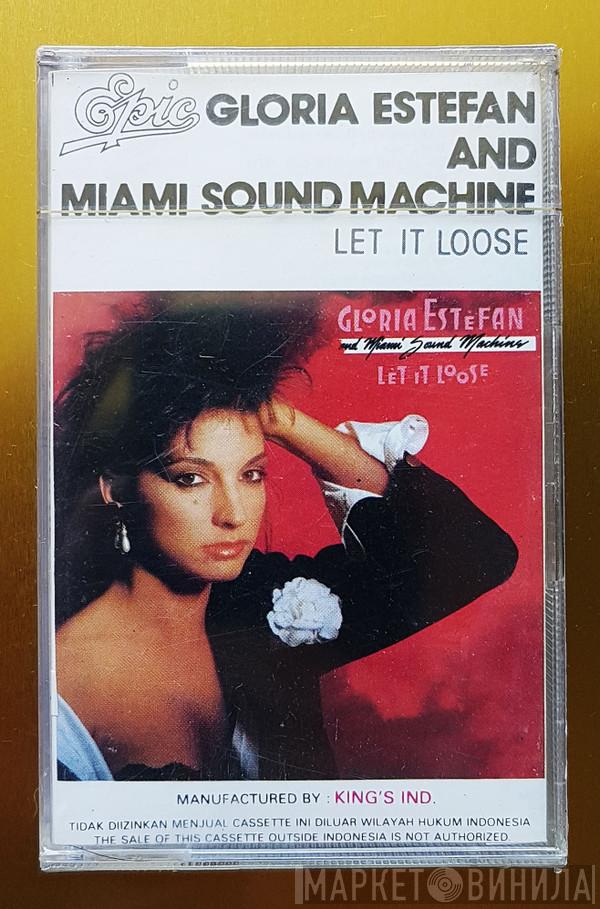 Epic GLORIA ESTEFAN
AND
MIAMI SOUND MACHINE
LET IT LOOSE
GLORIA ESTEFAN
and Miami Sound Machine
LET IT LOOSE
MANUFACTURED BY : KING'S IND.
TIDAK DIIZINKAN MENJUAL CASSETTE INI DILUAR WILAYAH HUKUM INDONESIA
THE SALE OF THIS CASSETTE OUTSIDE INDONESIA IS NOT AUTHORIZED.
МАРКЕТ ВИНИЛА